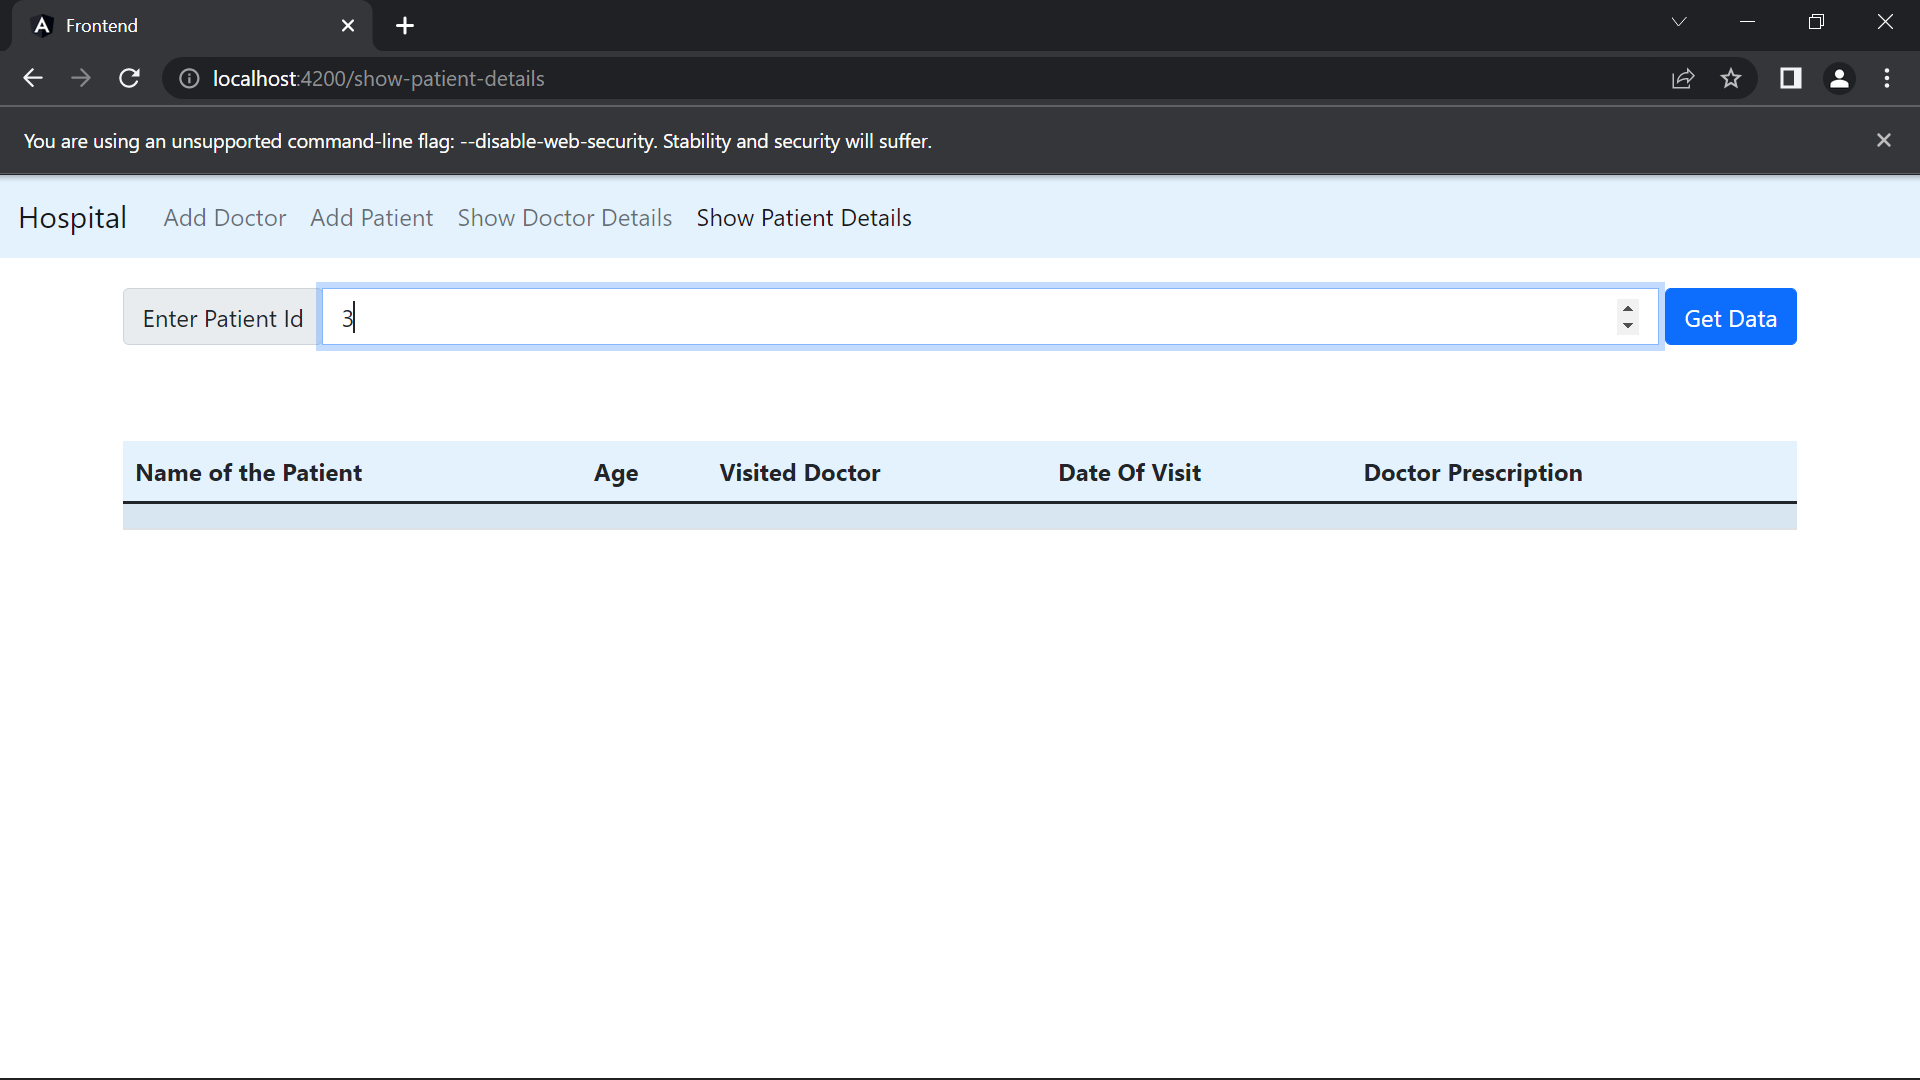 Frontend
localhost:4200/show-patient-details
You are using an unsupported command-line flag: --disable-web-security. Stability and security will suffer.
Hospital Add Doctor Add Patient Show Doctor Details Show Patient Details
Enter Patient Id 3 Get Data
Name of the Patient Age Visited Doctor Date Of Visit Doctor Prescription